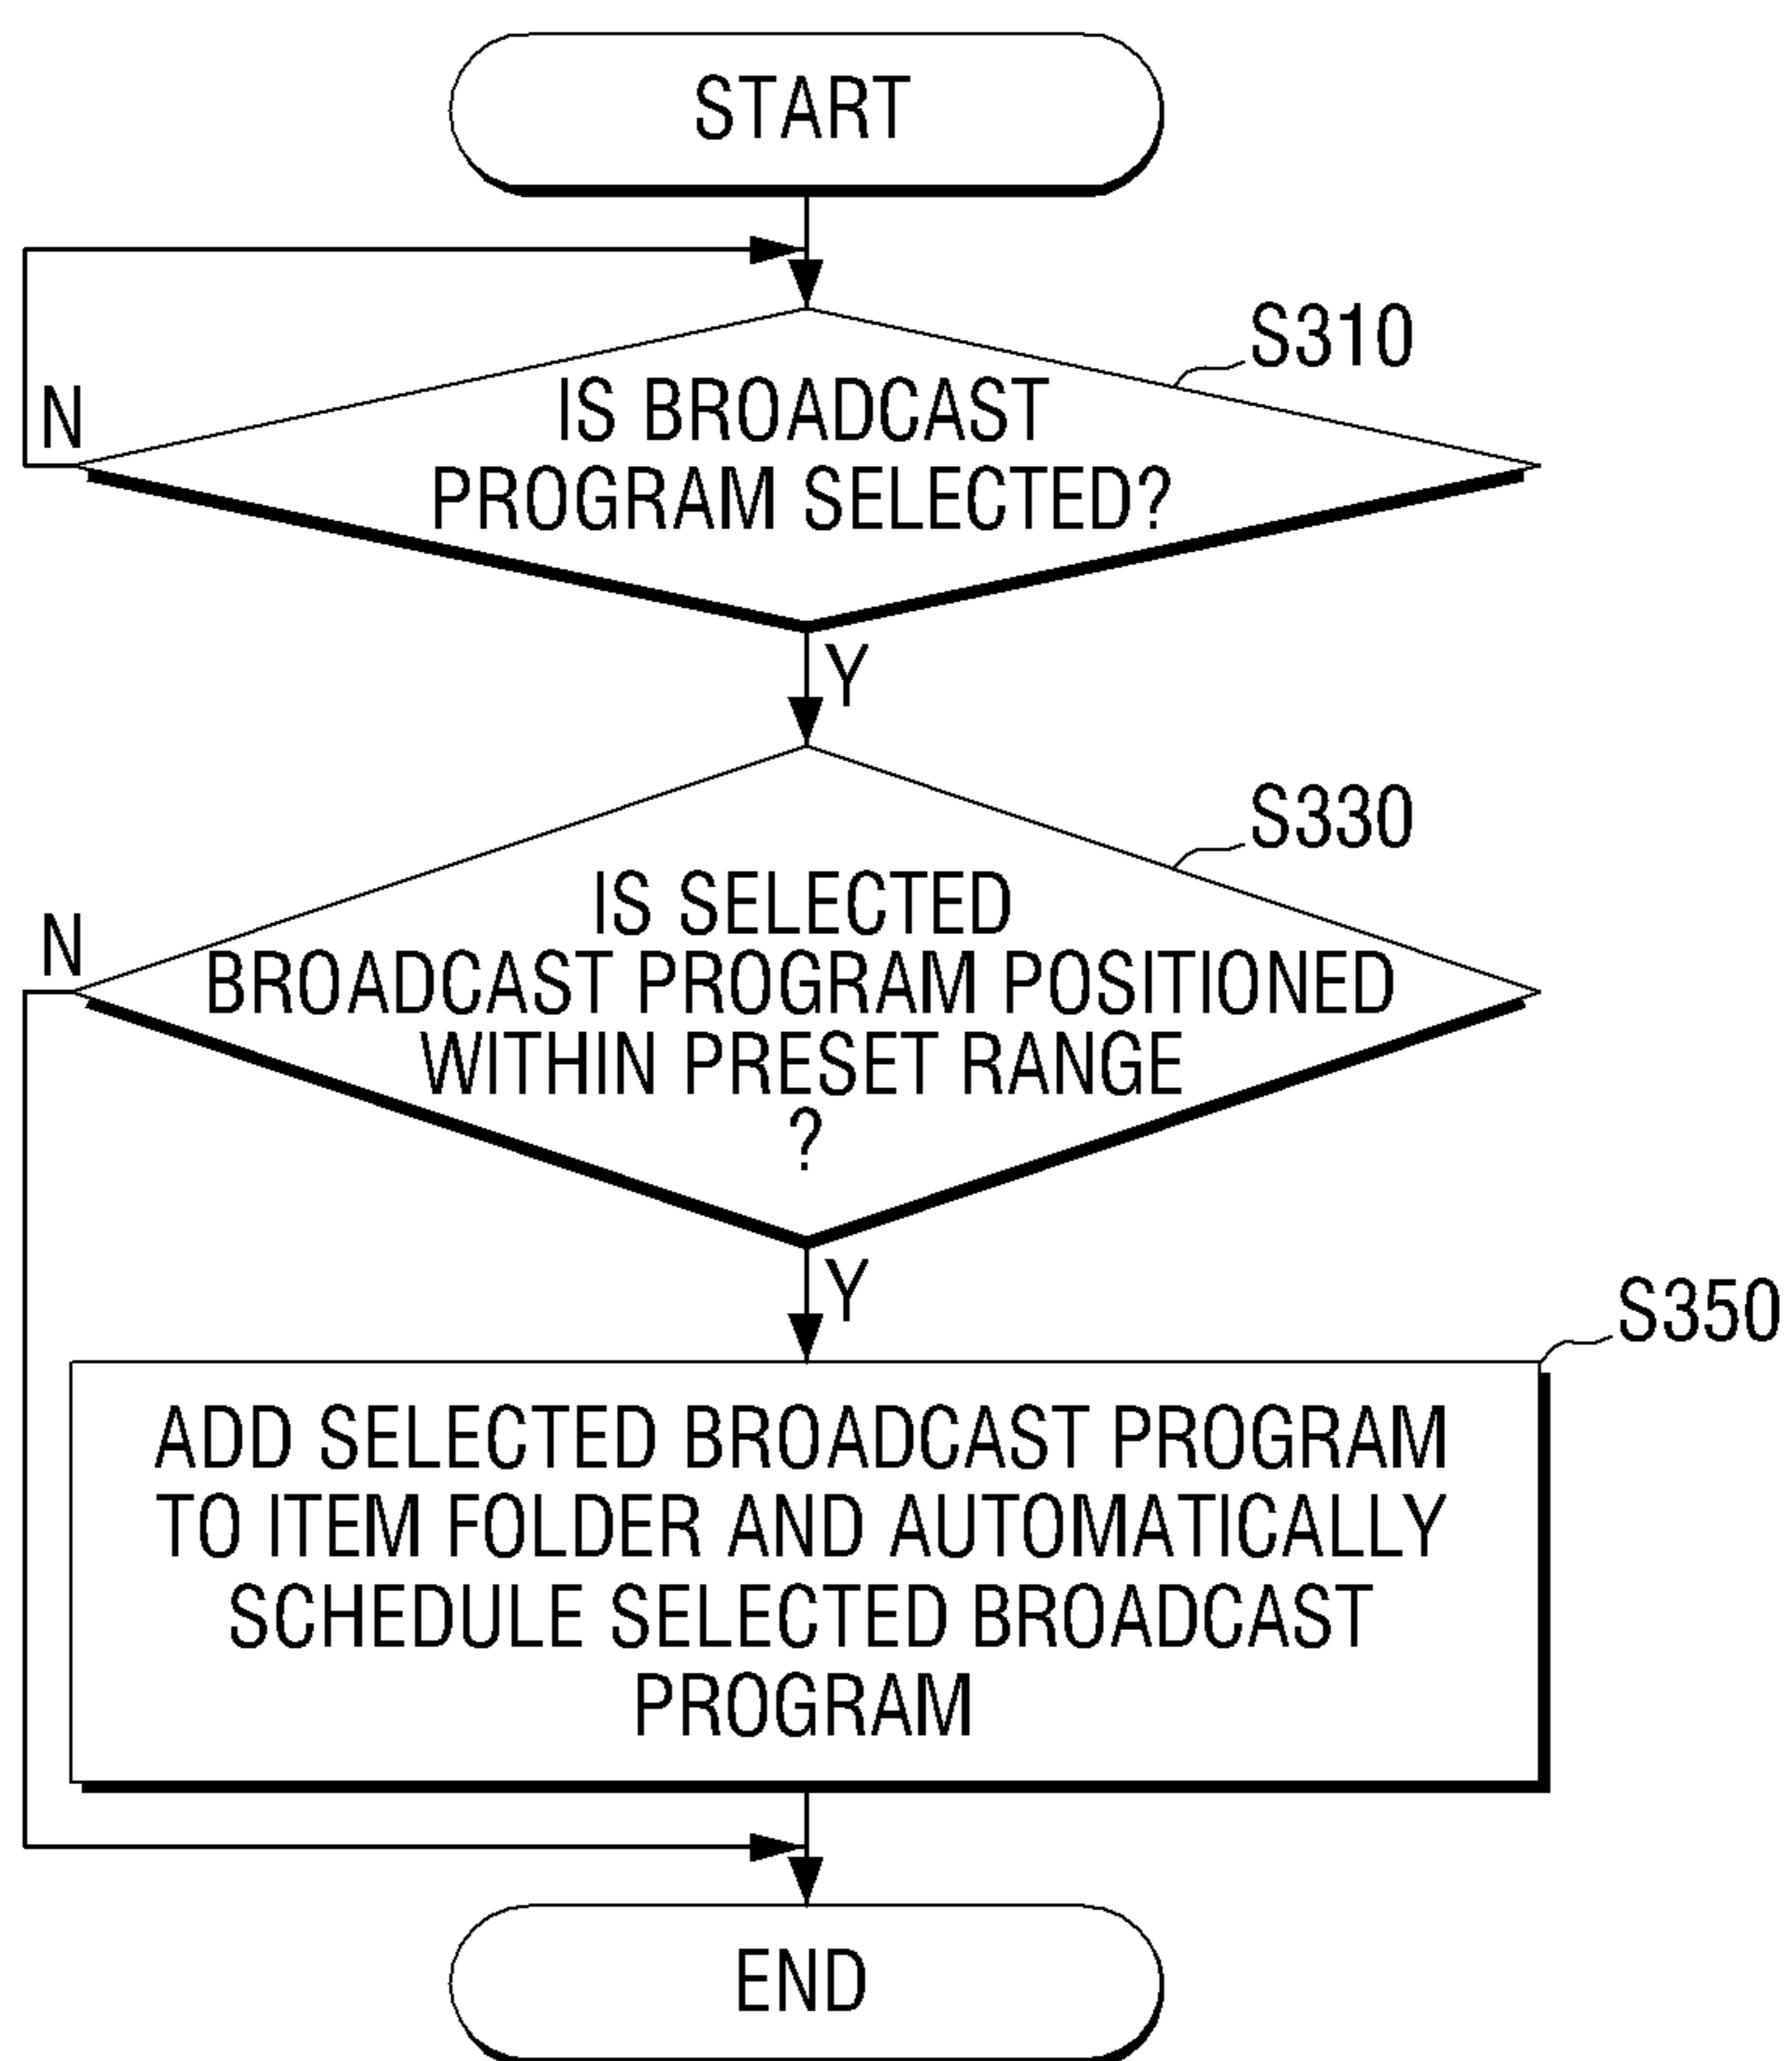 START
S310
N
IS BROADCAST
PROGRAM SELECTED?
Y
S330
N
IS SELECTED
BROADCAST PROGRAM POSITIONED
WITHIN PRESET RANGE
?
Y
S350
ADD SELECTED BROADCAST PROGRAM
TO ITEM FOLDER AND AUTOMATICALLY
SCHEDULE SELECTED BROADCAST
PROGRAM
END